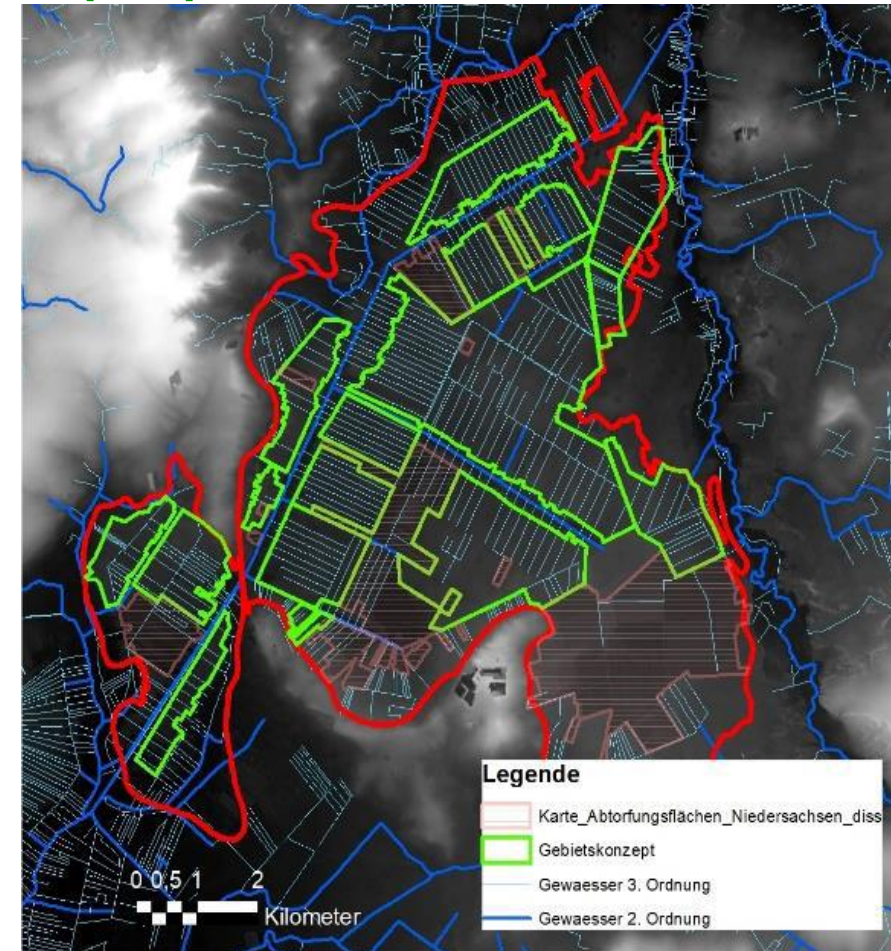 Legende
Karte_Abtorfungsflächen_Niedersachsen_diss
Gebietskonzept
Gewaesser 3. Ordnung
Gewaesser 2. Ordnung
0 0,5 1 2
Kilometer